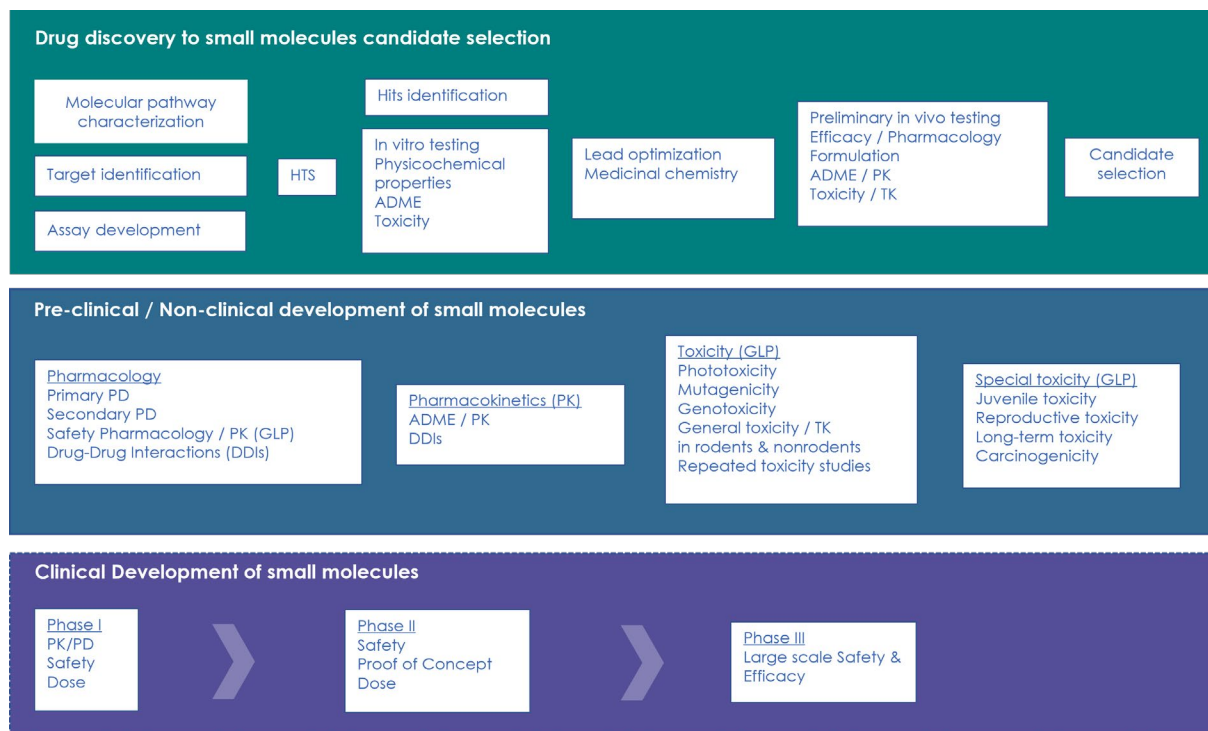 Drug discovery to small molecules candidate selection
Molecular pathway
characterization
Target identification
Assay development
HTS
Hits identification
In vitro testing
Physicochemical
properties
ADME
Toxicity
Lead optimization
Medicinal chemistry
Preliminary in vivo testing
Efficacy / Pharmacology
Formulation
ADME / PK
Toxicity / TK
Candidate
selection
Pre-clinical / Non-clinical development of small molecules
Pharmacology
Primary PD
Secondary PD
Safety Pharmacology / PK (GLP)
Drug-Drug Interactions (DDIs)
Pharmacokinetics (PK)
ADME / PK
DDIs
Toxicity (GLP)
Phototoxicity
Mutagenicity
Genotoxicity
General toxicity / TK
in rodents & nonrodents
Repeated toxicity studies
Special toxicity (GLP)
Juvenile toxicity
Reproductive toxicity
Long-term toxicity
Carcinogenicity
Clinical Development of small molecules
Phase I
PK/PD
Safety
Dose
Phase II
Safety
Proof of Concept
Dose
Phase III
Large scale Safety &
Efficacy